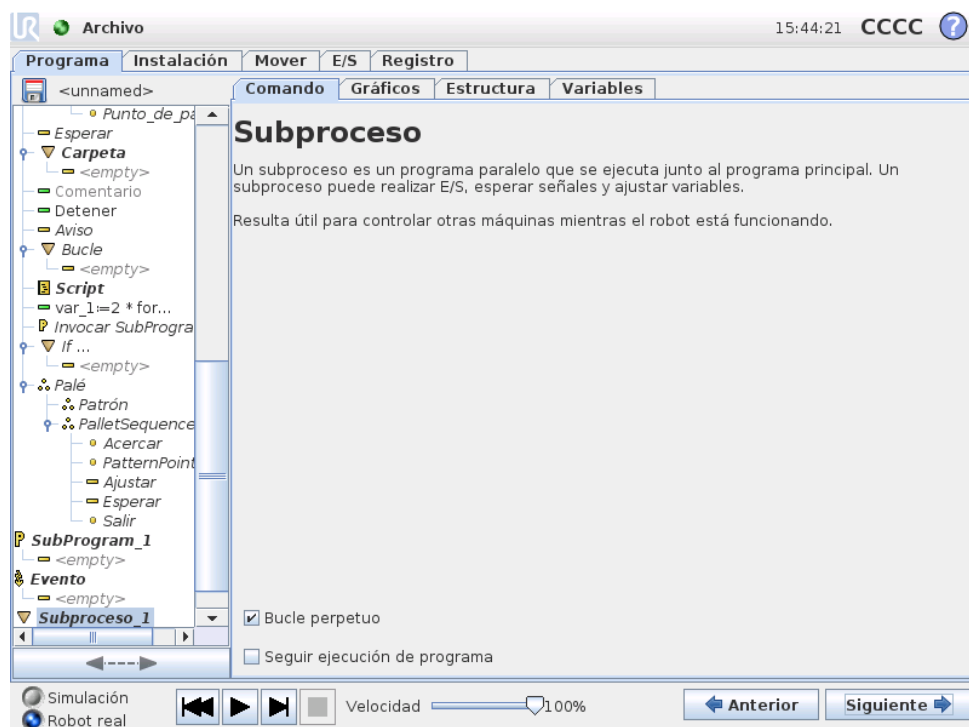 UR Archivo 15:44:21 CCCC ?
Programa Instalación Mover E/S Registro
<unnamed>
Comando Gráficos Estructura Variables
Punto_de_pa
Esperar
Carpeta
<empty>
Comentario
Detener
Aviso
Bucle
<empty>
Script
var_1:=2 * for...
P Invocar SubProgra
If ...
<empty>
Palé
Patrón
PalletSequence
Acercar
PatternPoint
Ajustar
Esperar
Salir
P SubProgram_1
<empty>
Evento
<empty>
Subproceso_1
Subproceso
Un subproceso es un programa paralelo que se ejecuta junto al programa principal. Un
subproceso puede realizar E/S, esperar señales y ajustar variables.
Resulta útil para controlar otras máquinas mientras el robot está funcionando.
Bucle perpetuo
Seguir ejecución de programa
Simulación
Robot real
Velocidad 100%
Anterior
Siguiente